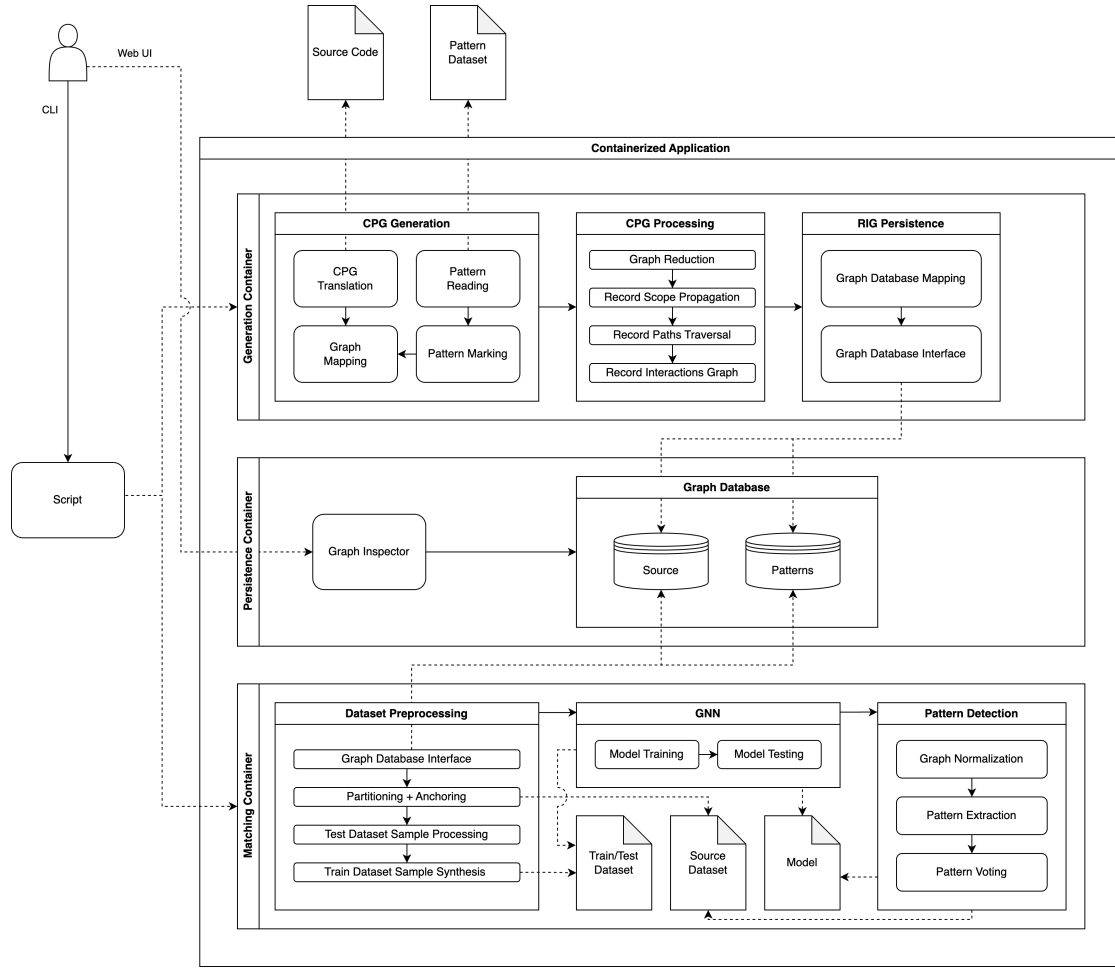 Web UI
Source Code
Pattern
Dataset
CLI
Containerized Application
Generation Container
CPG Generation
CPG Processing
RIG Persistence
CPG
Translation
Pattern
Reading
Graph
Mapping
Pattern Marking
Graph Reduction
Record Scope Propagation
Record Paths Traversal
Record Interactions Graph
Graph Database Mapping
Graph Database Interface
Script
Persistence Container
Graph Inspector
Graph Database
Source
Patterns
Matching Container
Dataset Preprocessing
GNN
Pattern Detection
Graph Database Interface
Partitioning + Anchoring
Test Dataset Sample Processing
Train Dataset Sample Synthesis
Model Training
Model Testing
Train/Test
Dataset
Source
Dataset
Model
Graph Normalization
Pattern Extraction
Pattern Voting